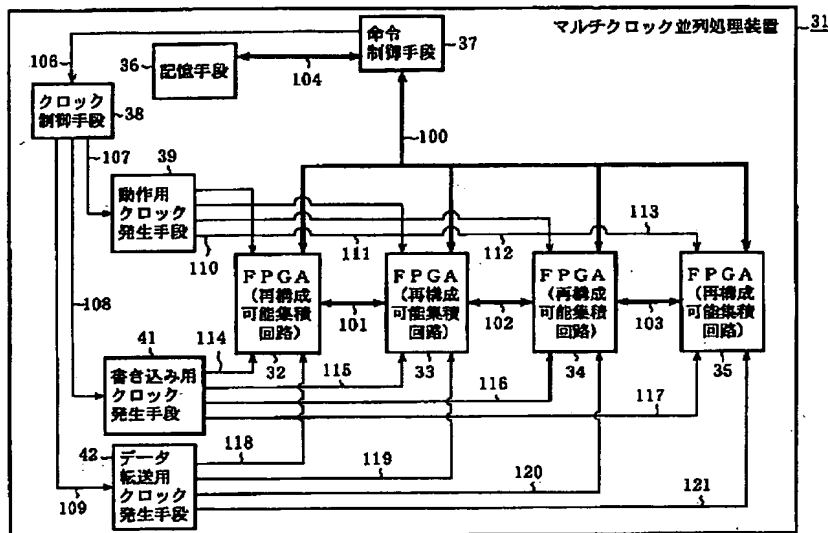 マルチクロック並列処理装置
31
命令
制御手段
37
106
36
記憶手段
104
クロック
制御手段
38
100
107
39
動作用
クロック
発生手段
110
111
112
113
108
FPGA
(再構成
可能集積
回路)
32
101
FPGA
(再構成
可能集積
回路)
33
102
FPGA
(再構成
可能集積
回路)
34
103
FPGA
(再構成
可能集積
回路)
35
41
書き込み用
クロック
発生手段
114
115
116
117
42
データ
転送用
クロック
発生手段
118
119
120
121
109